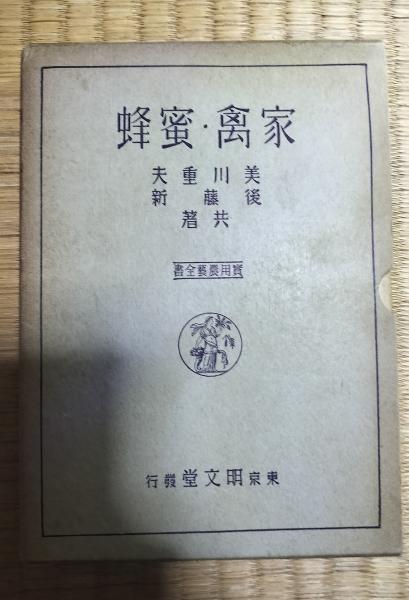 家禽・蜜蜂
美川重夫
後藤新
共著
實用農藝全書
東京明文堂發行